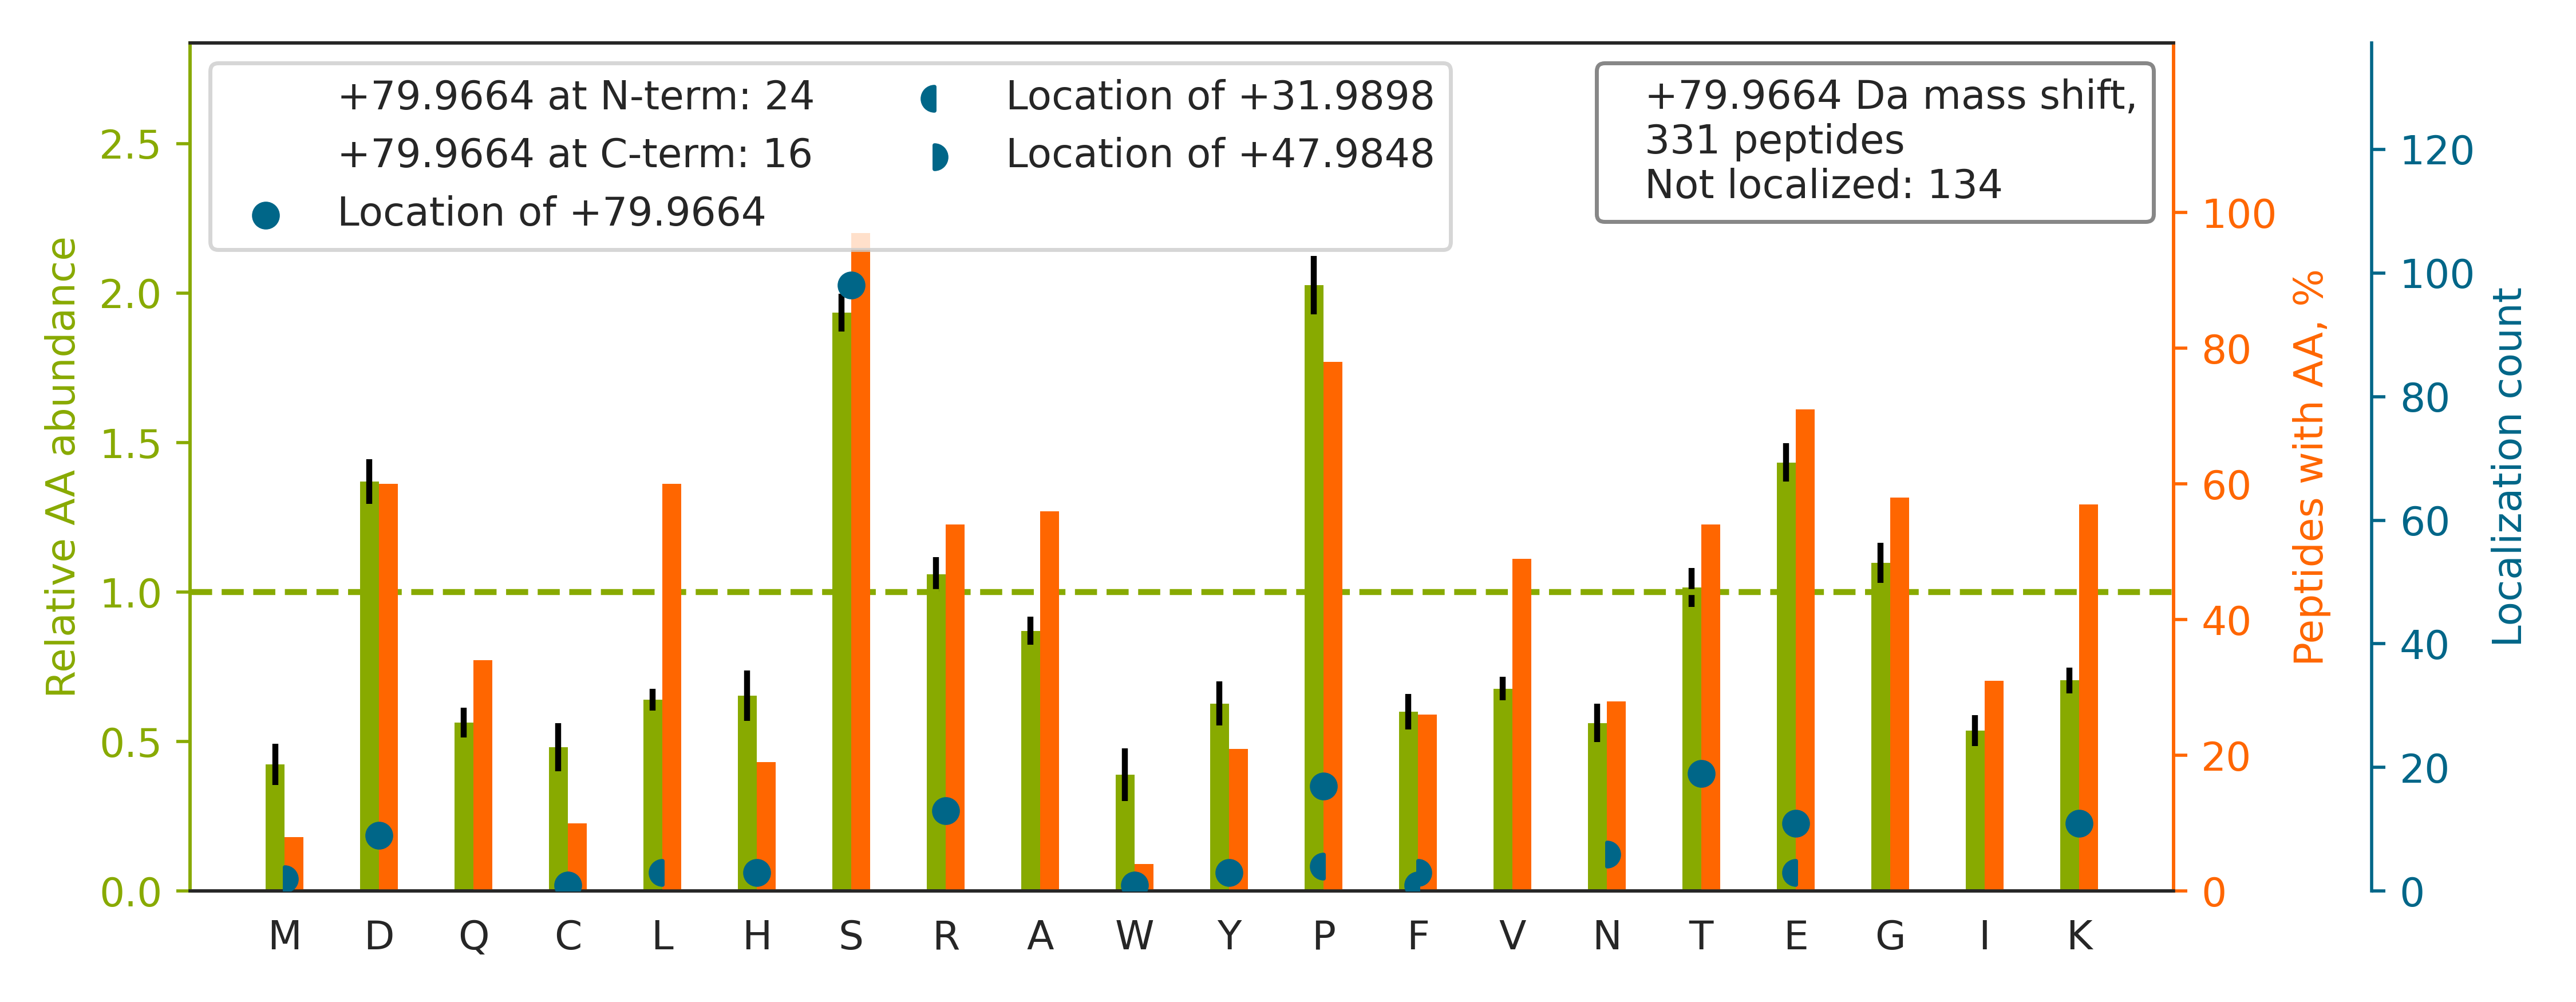 +79.9664 at N-term: 24
+79.9664 at C-term: 16
Location of +79.9664
Location of +31.9898
Location of +47.9848
+79.9664 Da mass shift,
331 peptides
Not localized: 134
Relative AA abundance
2.5
2.0
1.5
1.0
0.5
0.0
M D Q C L H S R A W Y P F V N T E G I K
100
80
60
40
20
0
Peptides with AA, %
120
100
80
60
40
20
0
Localization count